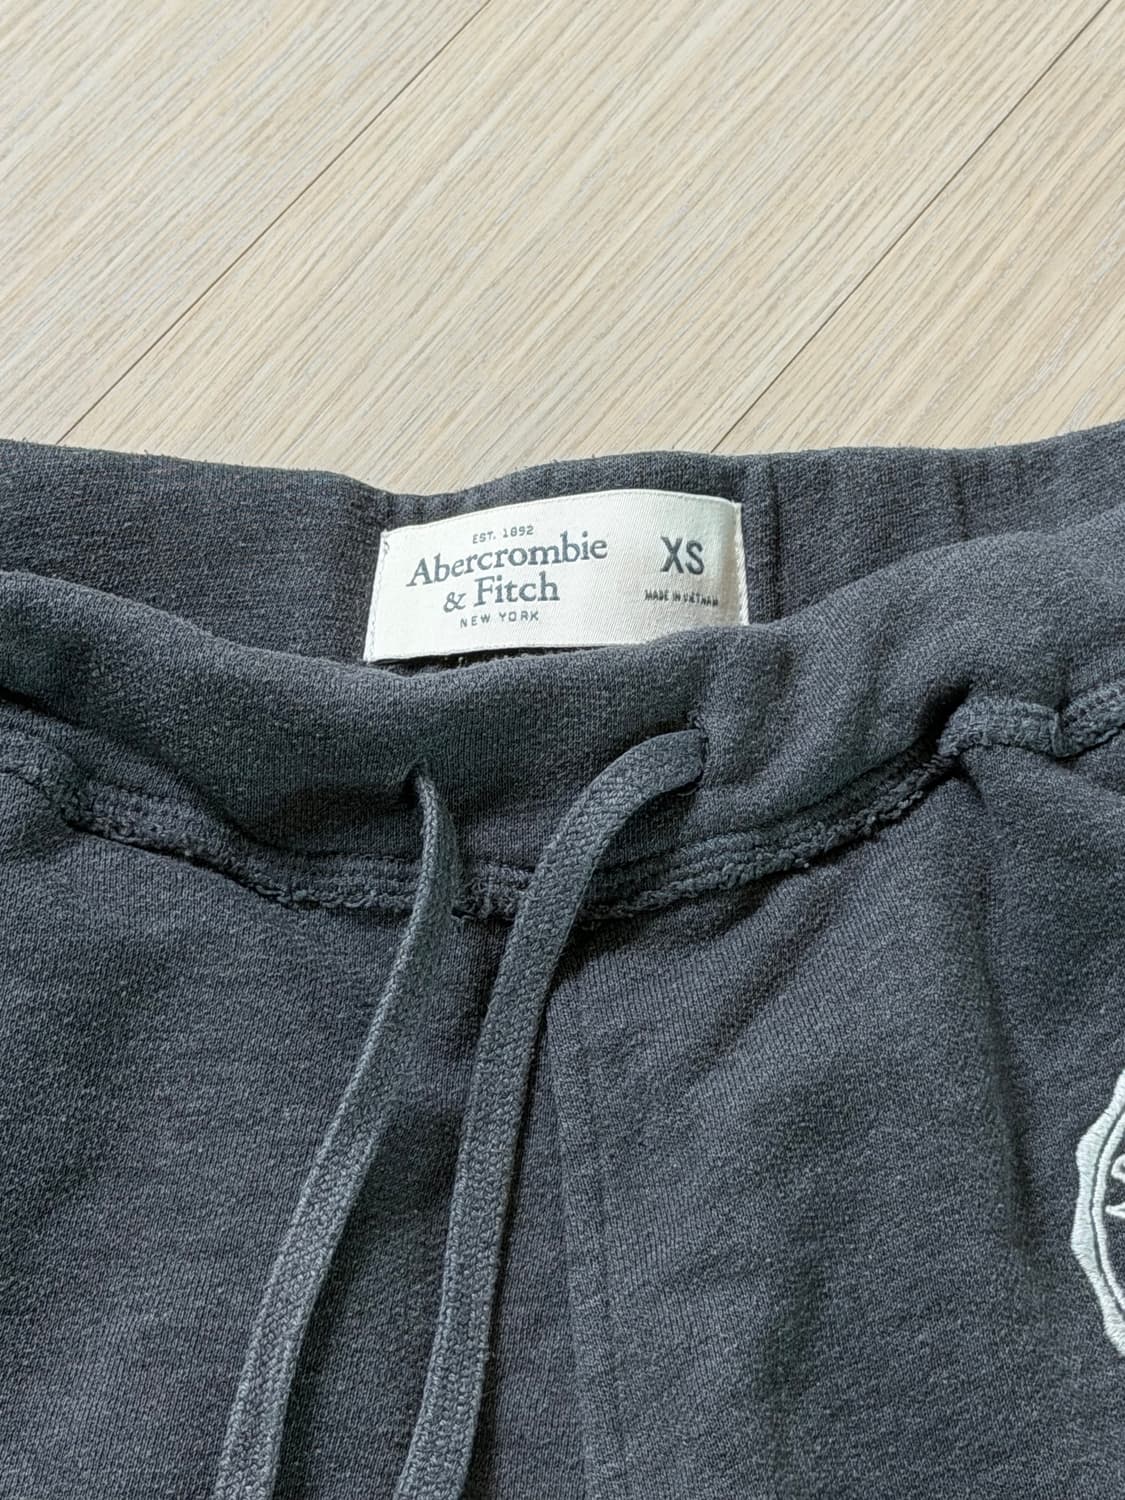 EST. 1892
Abercrombie
& Fitch
NEW YORK
XS
MADE IN VIETNAM